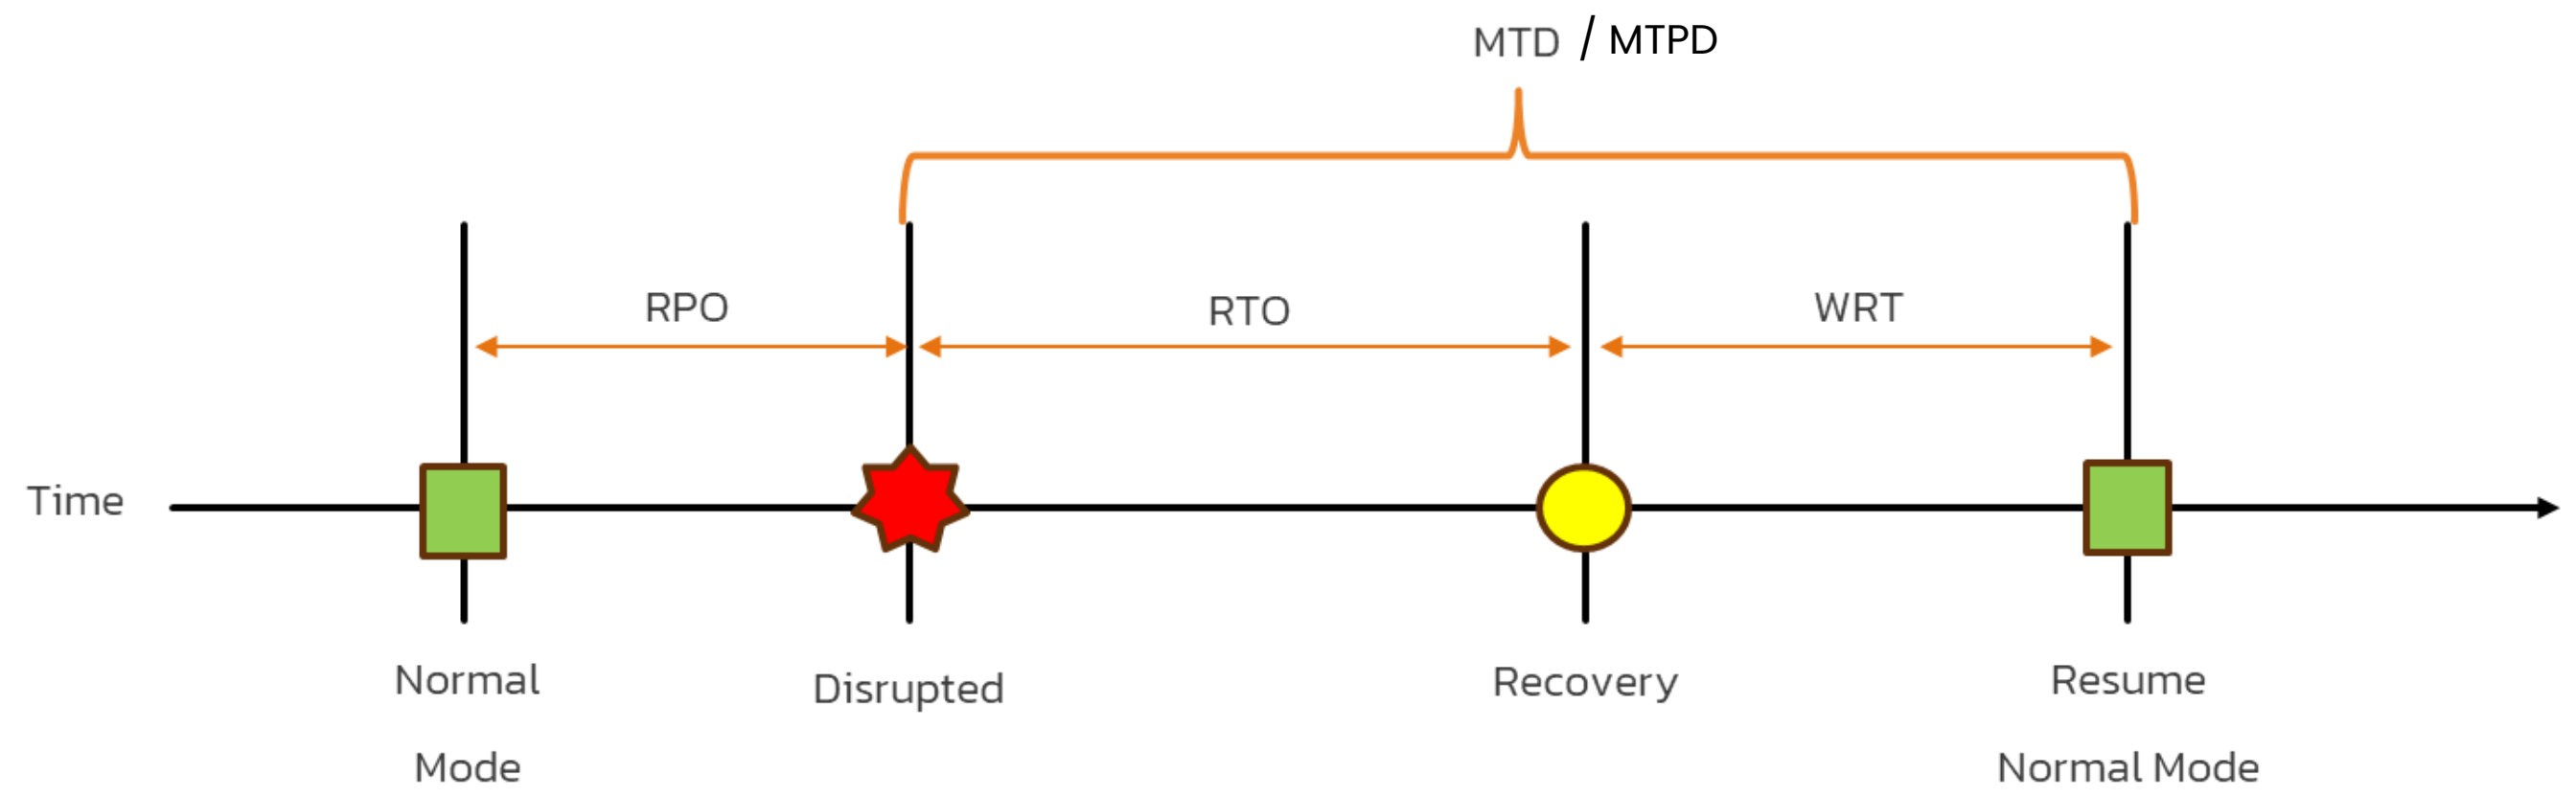 MTD / MTPD
RPO
RTO
WRT
Time
Normal
Mode
Disrupted
Recovery
Resume
Normal Mode